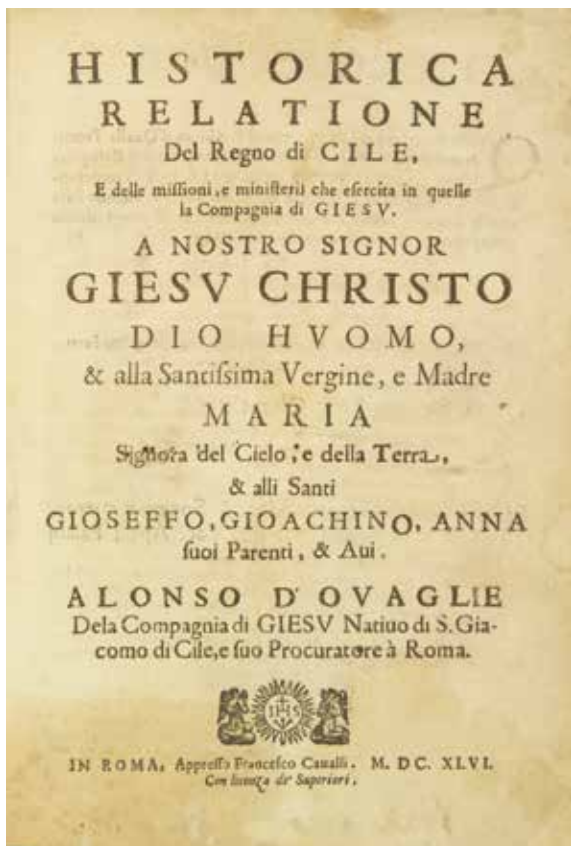 HISTORICA
RELATIONE
Del Regno di CILE,
E delle miſſioni, e miniſterij che eſercita in quelle
la Compagnia di GIESV.
A NOSTRO SIGNOR
GIESV CHRISTO
DIO HVOMO,
& alla Santiſsima Vergine, e Madre
MARIA
Signora del Cielo, e della Terra,
& alli Santi
GIOSEFFO, GIOACHINO, ANNA
ſuoi Parenti, & Aui.
ALONSO D'OVAGLIE
Dela Compagnia di GIESV Natiuo di S. Gia-
como di Cile, e ſuo Procuratore à Roma.
IHS
IN ROMA, Appreſſo Franceſco Caualli. M. DC. XLVI.
Con licenza de' Superiori.